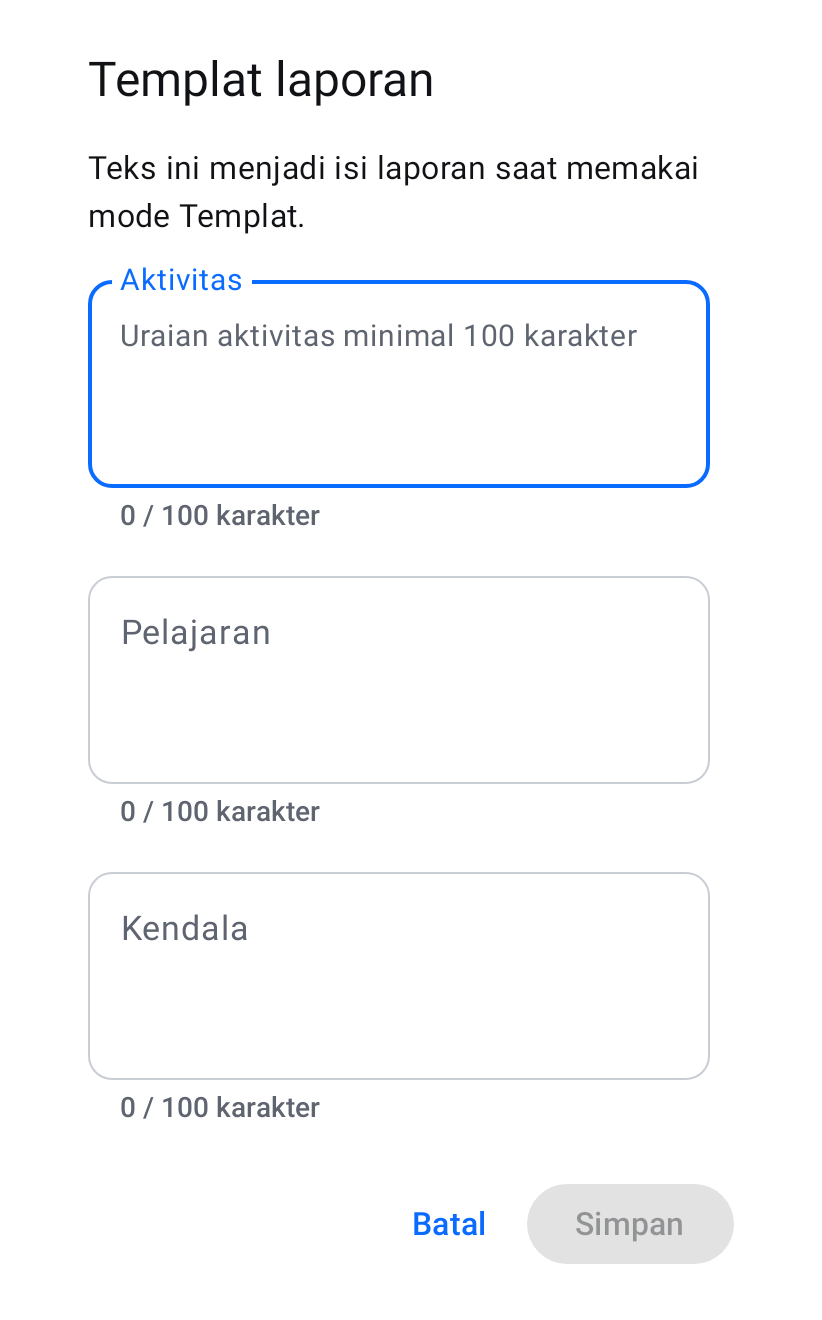 Templat laporan
Teks ini menjadi isi laporan saat memakai
mode Templat.
Aktivitas
Uraian aktivitas minimal 100 karakter
0 / 100 karakter
Pelajaran
0 / 100 karakter
Kendala
0 / 100 karakter
Batal
Simpan